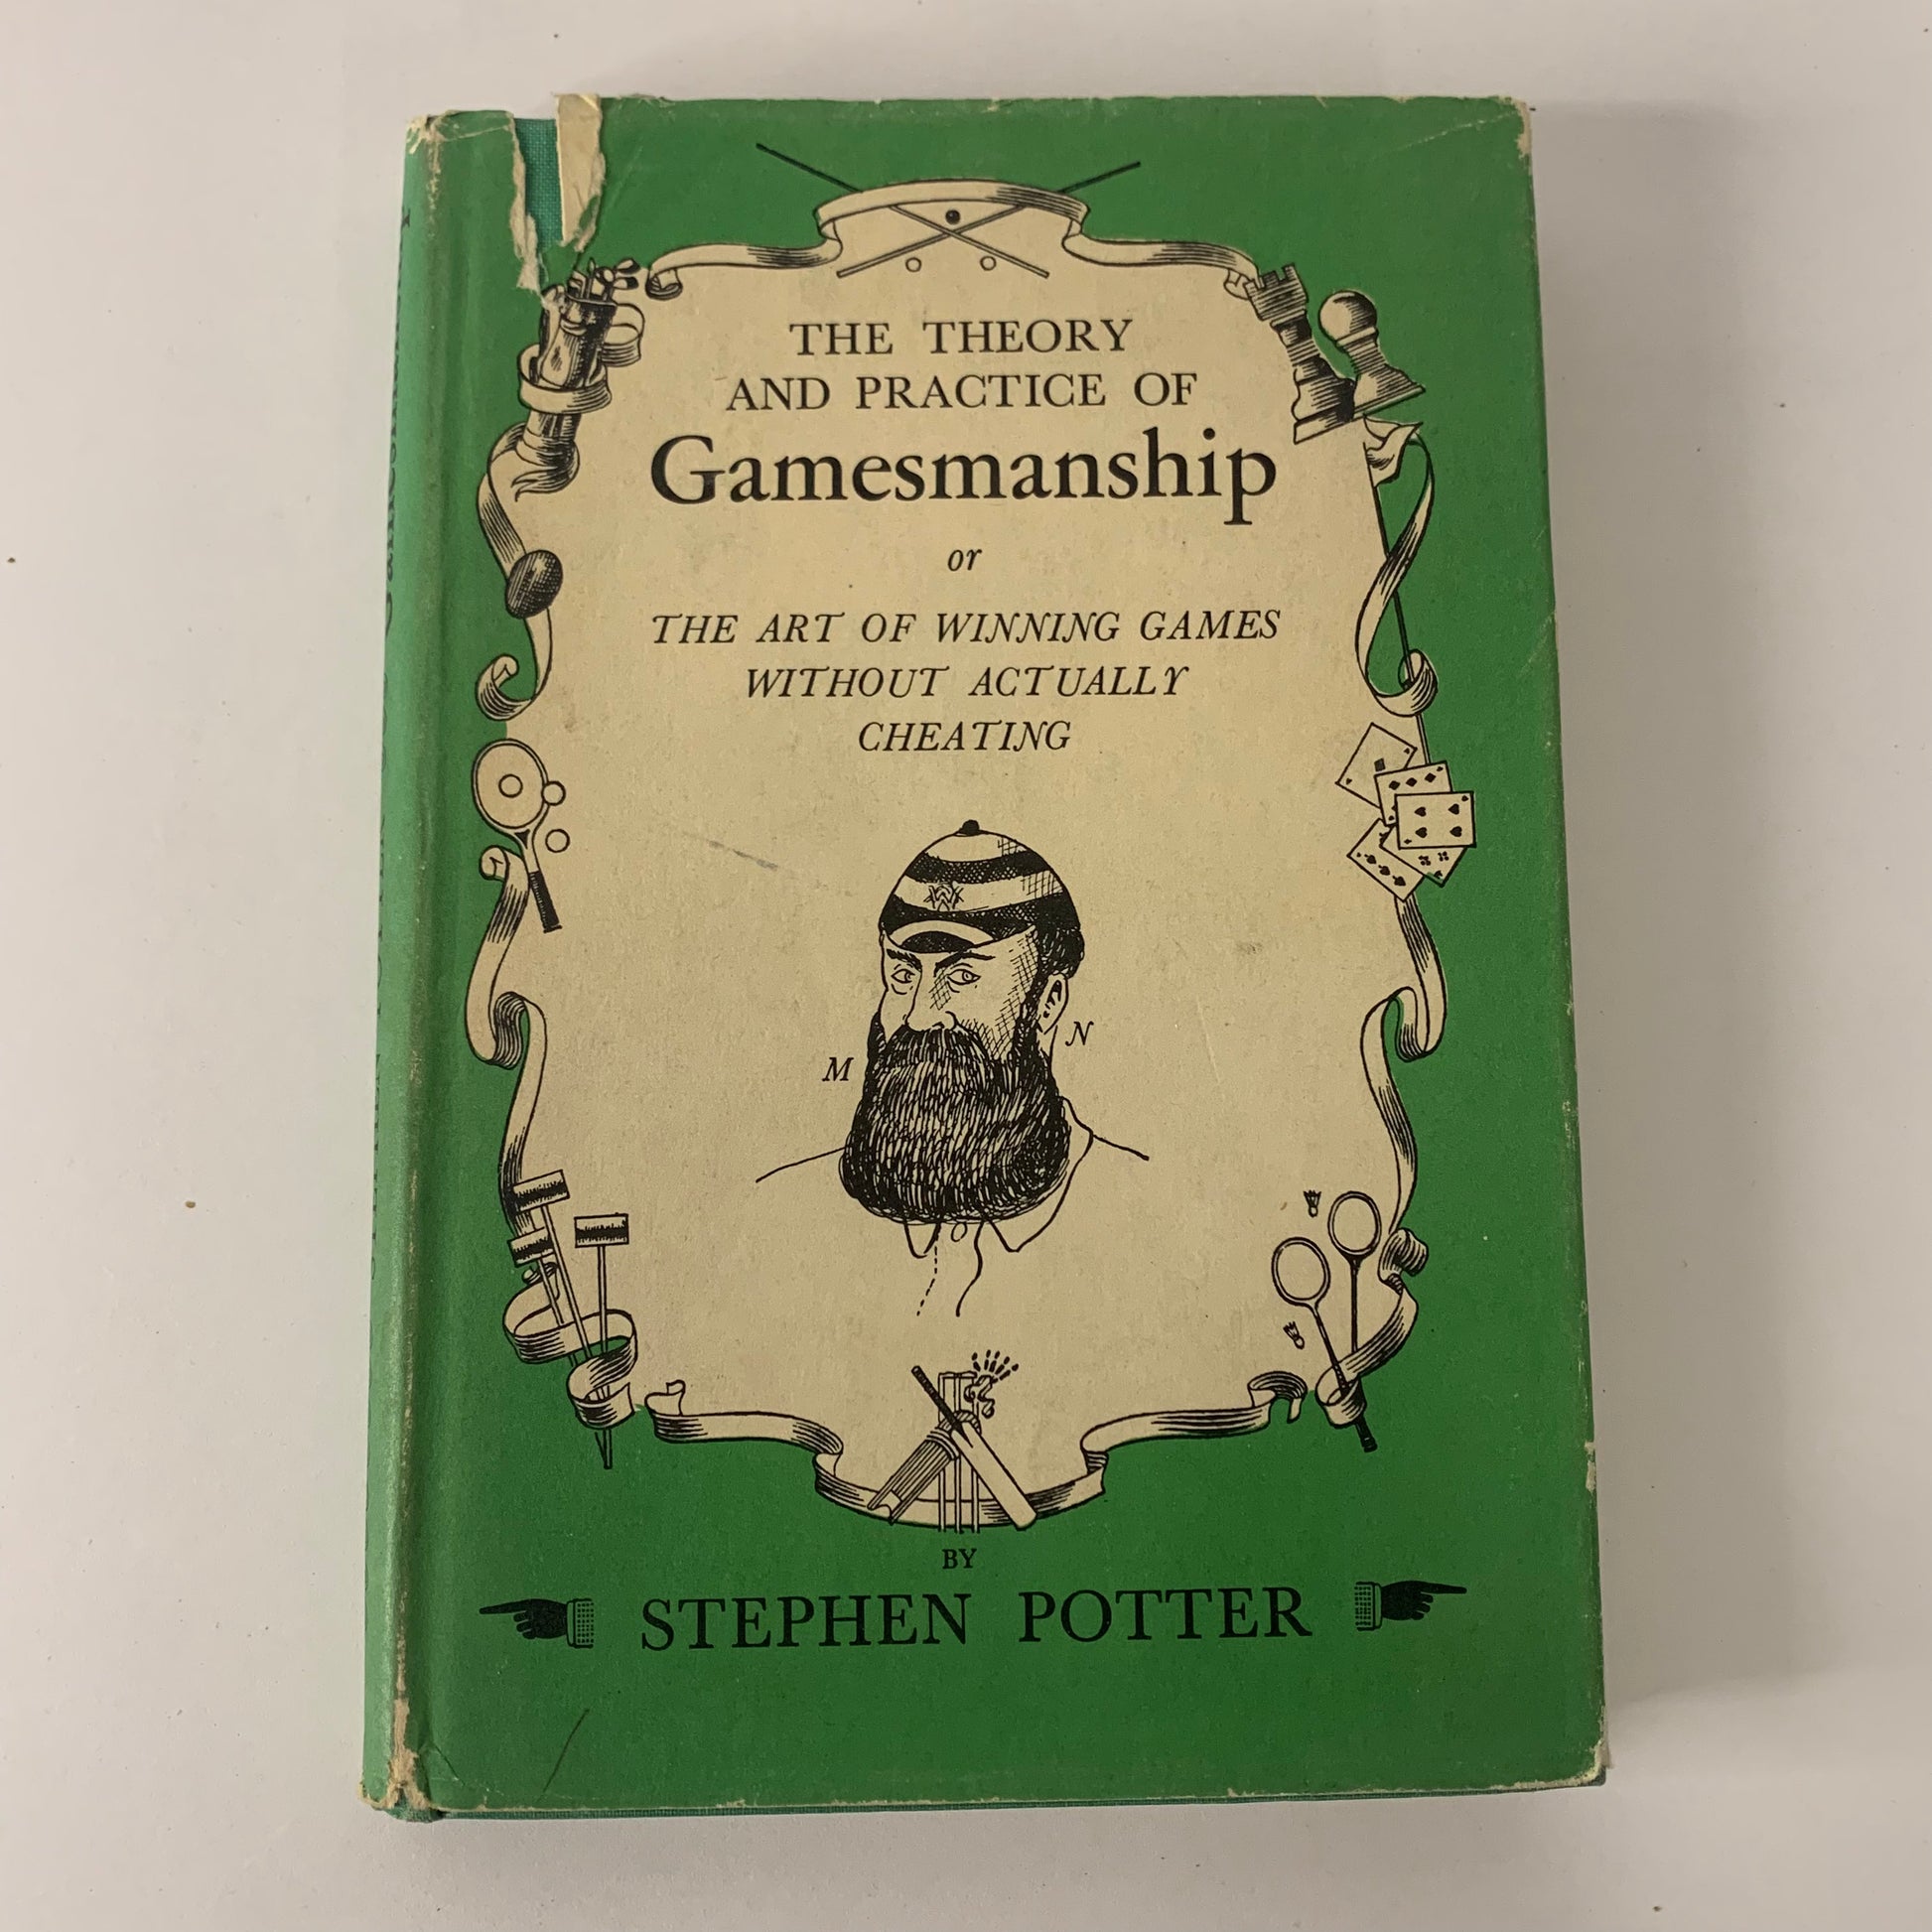 THE THEORY
AND PRACTICE OF
Gamesmanship
or
THE ART OF WINNING GAMES
WITHOUT ACTUALLY
CHEATING
W
N
M
BY
STEPHEN POTTER